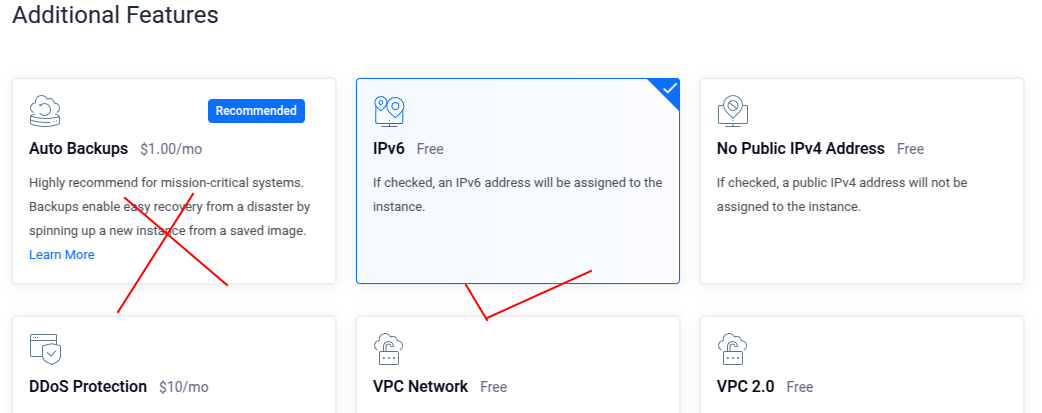 Additional Features
Recommended
Auto Backups $1.00/mo
Highly recommend for mission-critical systems.
Backups enable easy recovery from a disaster by
spinning up a new instance from a saved image.
Learn More
IPv6 Free
If checked, an IPv6 address will be assigned to the
instance.
No Public IPv4 Address Free
If checked, a public IPv4 address will not be
assigned to the instance.
DDoS Protection $10/mo
VPC Network Free
VPC 2.0 Free